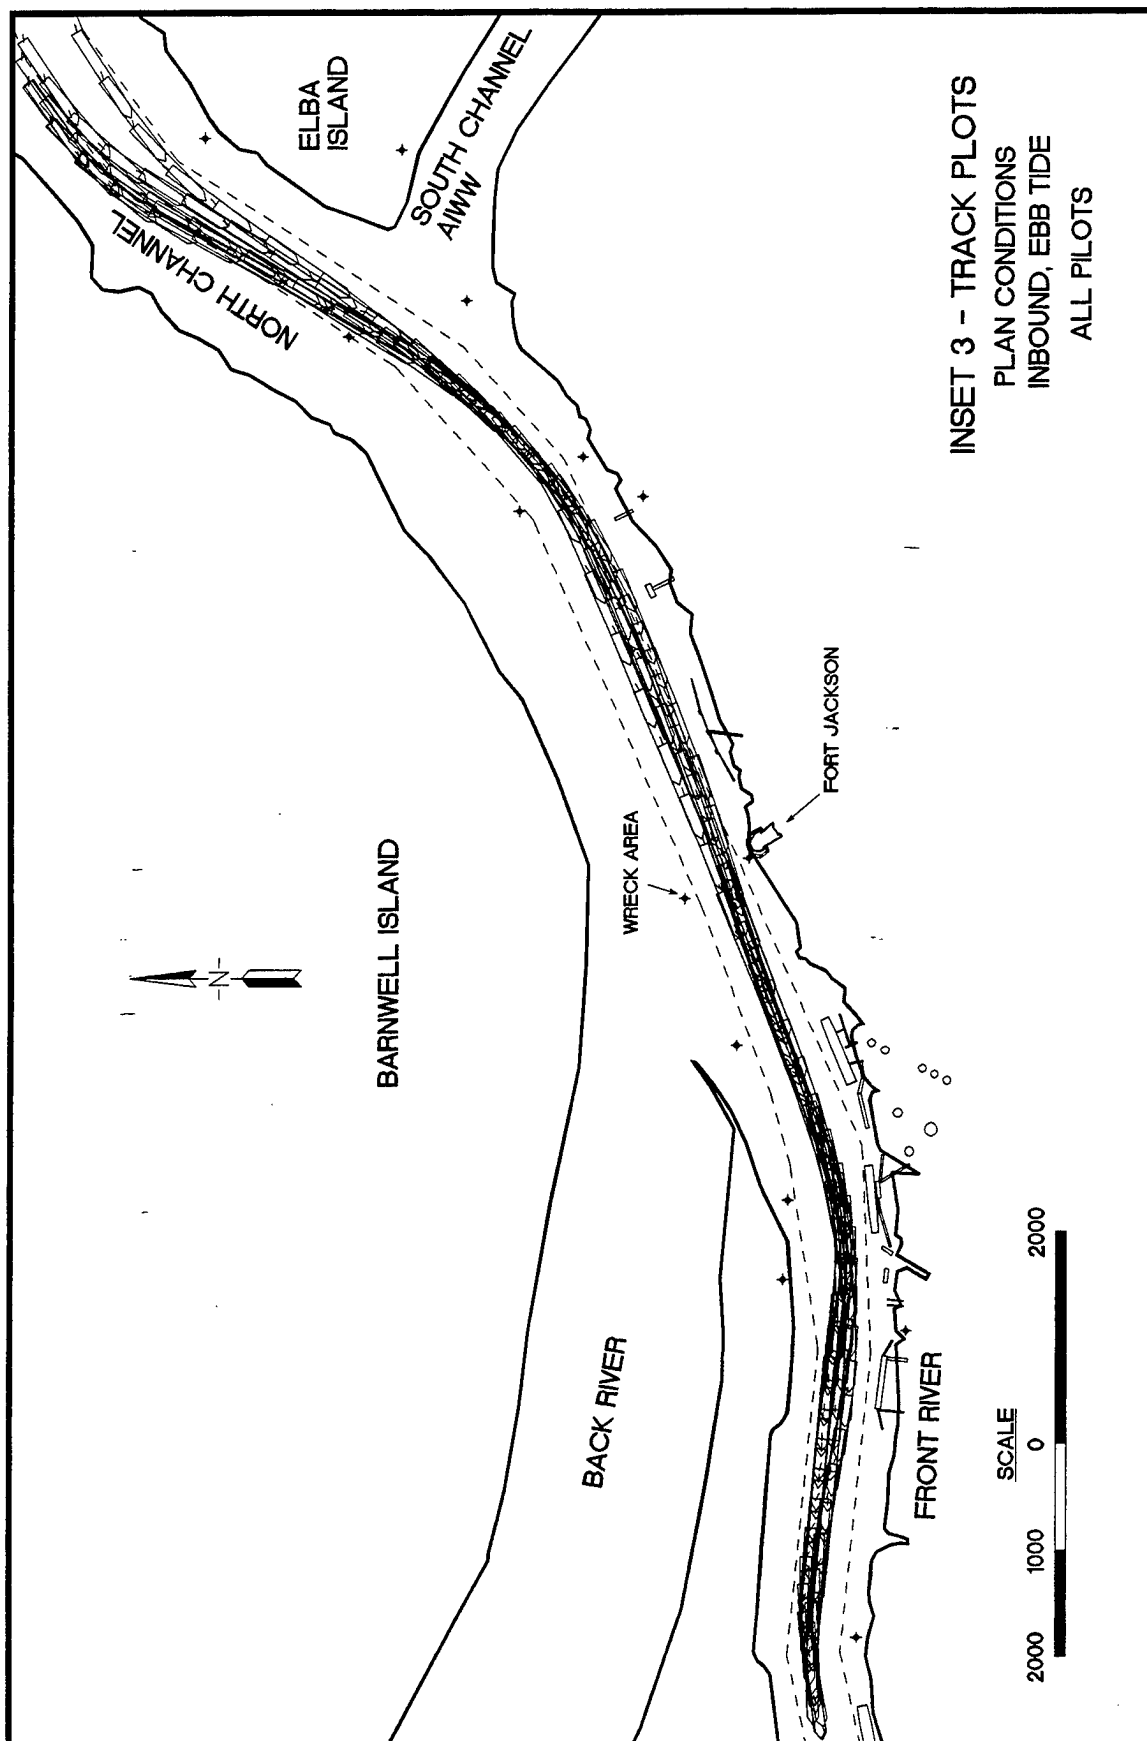 ELBA
ISLAND
SOUTH CHANNEL
AIWW
NORTH CHANNEL
INSET 3 - TRACK PLOTS
PLAN CONDITIONS
INBOUND, EBB TIDE
ALL PILOTS
FORT JACKSON
WRECK AREA
BARNWELL ISLAND
-N-
BACK RIVER
FRONT RIVER
SCALE
2000 1000 0 2000